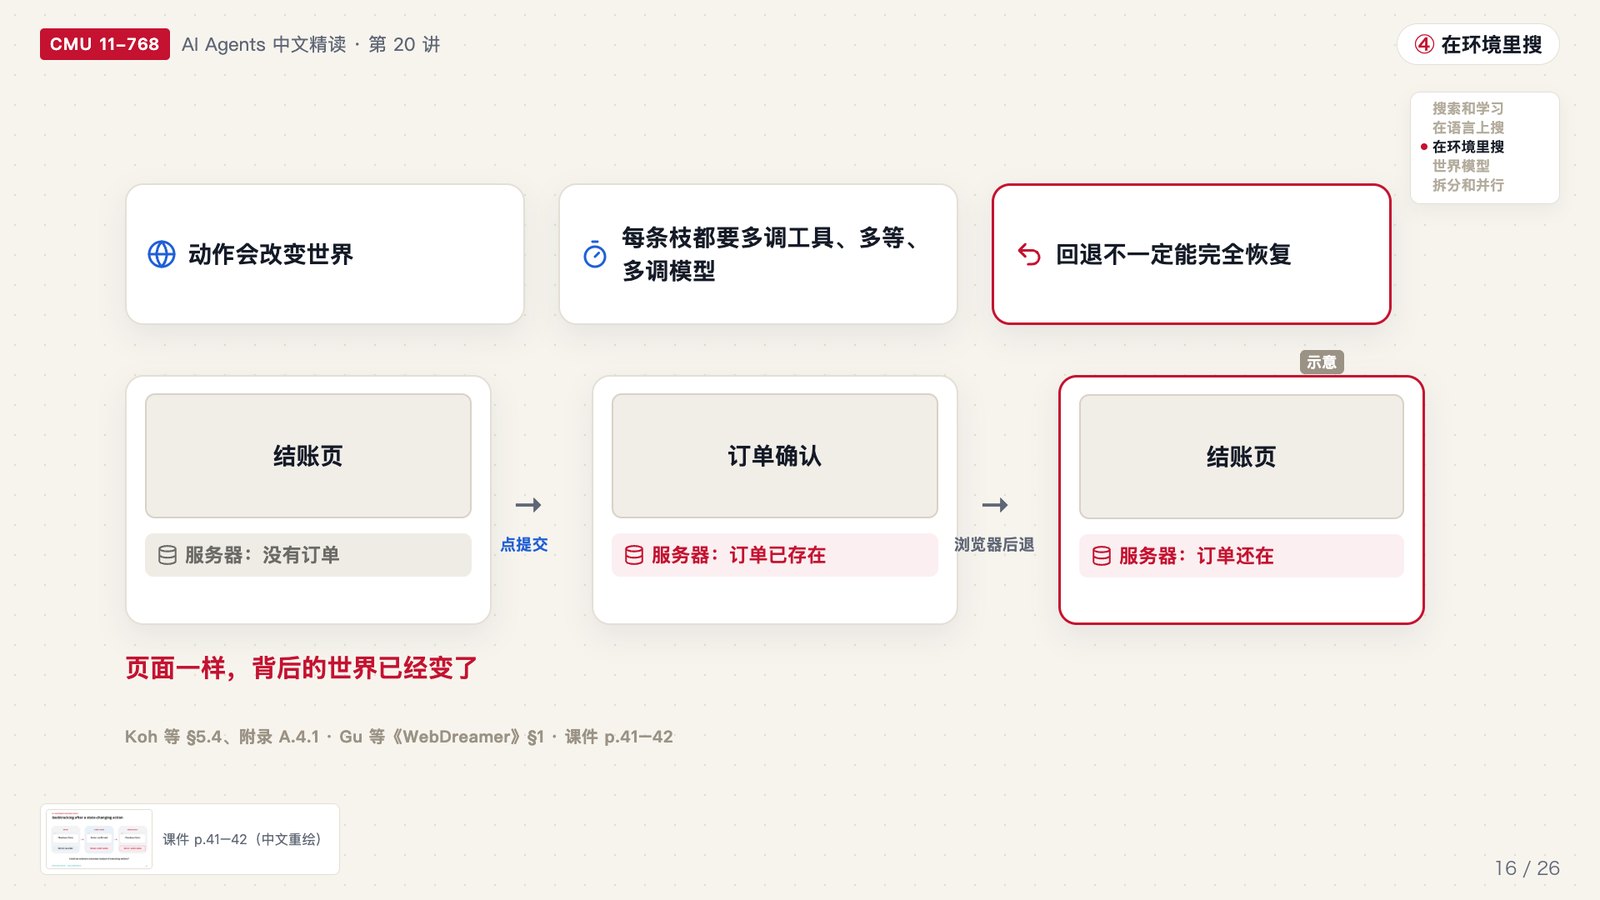 CMU 11-768 AI Agents 中文精读 · 第 20 讲
④ 在环境里搜
搜索和学习
在语言上搜
在环境里搜
世界模型
拆分和并行
动作会改变世界
每条枝都要多调工具、多等、
多调模型
回退不一定能完全恢复
示意
结账页
服务器：没有订单
点提交
订单确认
服务器：订单已存在
浏览器后退
结账页
服务器：订单还在
页面一样，背后的世界已经变了
Koh 等 §5.4、附录 A.4.1 · Gu 等《WebDreamer》§1 · 课件 p.41–42
课件 p.41–42（中文重绘）
16 / 26